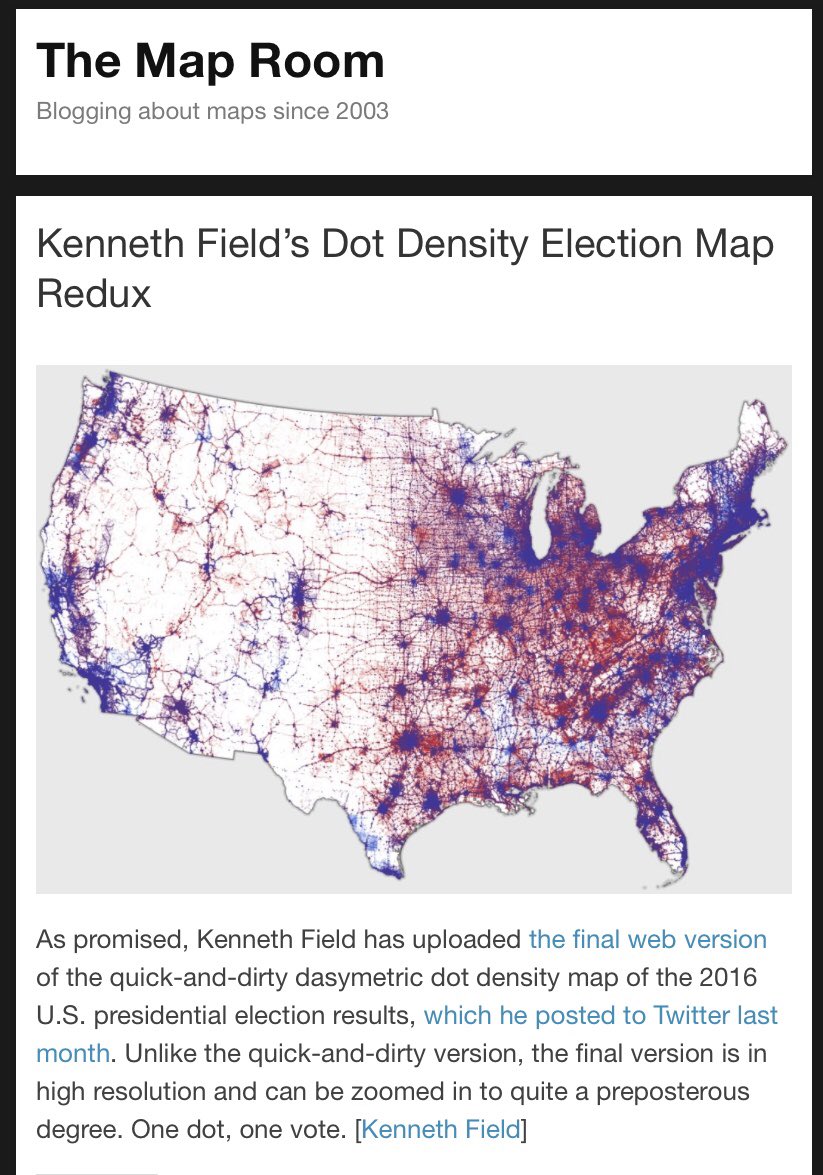 The Map Room
Blogging about maps since 2003
Kenneth Field’s Dot Density Election Map
Redux
As promised, Kenneth Field has uploaded the final web version
of the quick-and-dirty dasymetric dot density map of the 2016
U.S. presidential election results, which he posted to Twitter last
month. Unlike the quick-and-dirty version, the final version is in
high resolution and can be zoomed in to quite a preposterous
degree. One dot, one vote. [Kenneth Field]